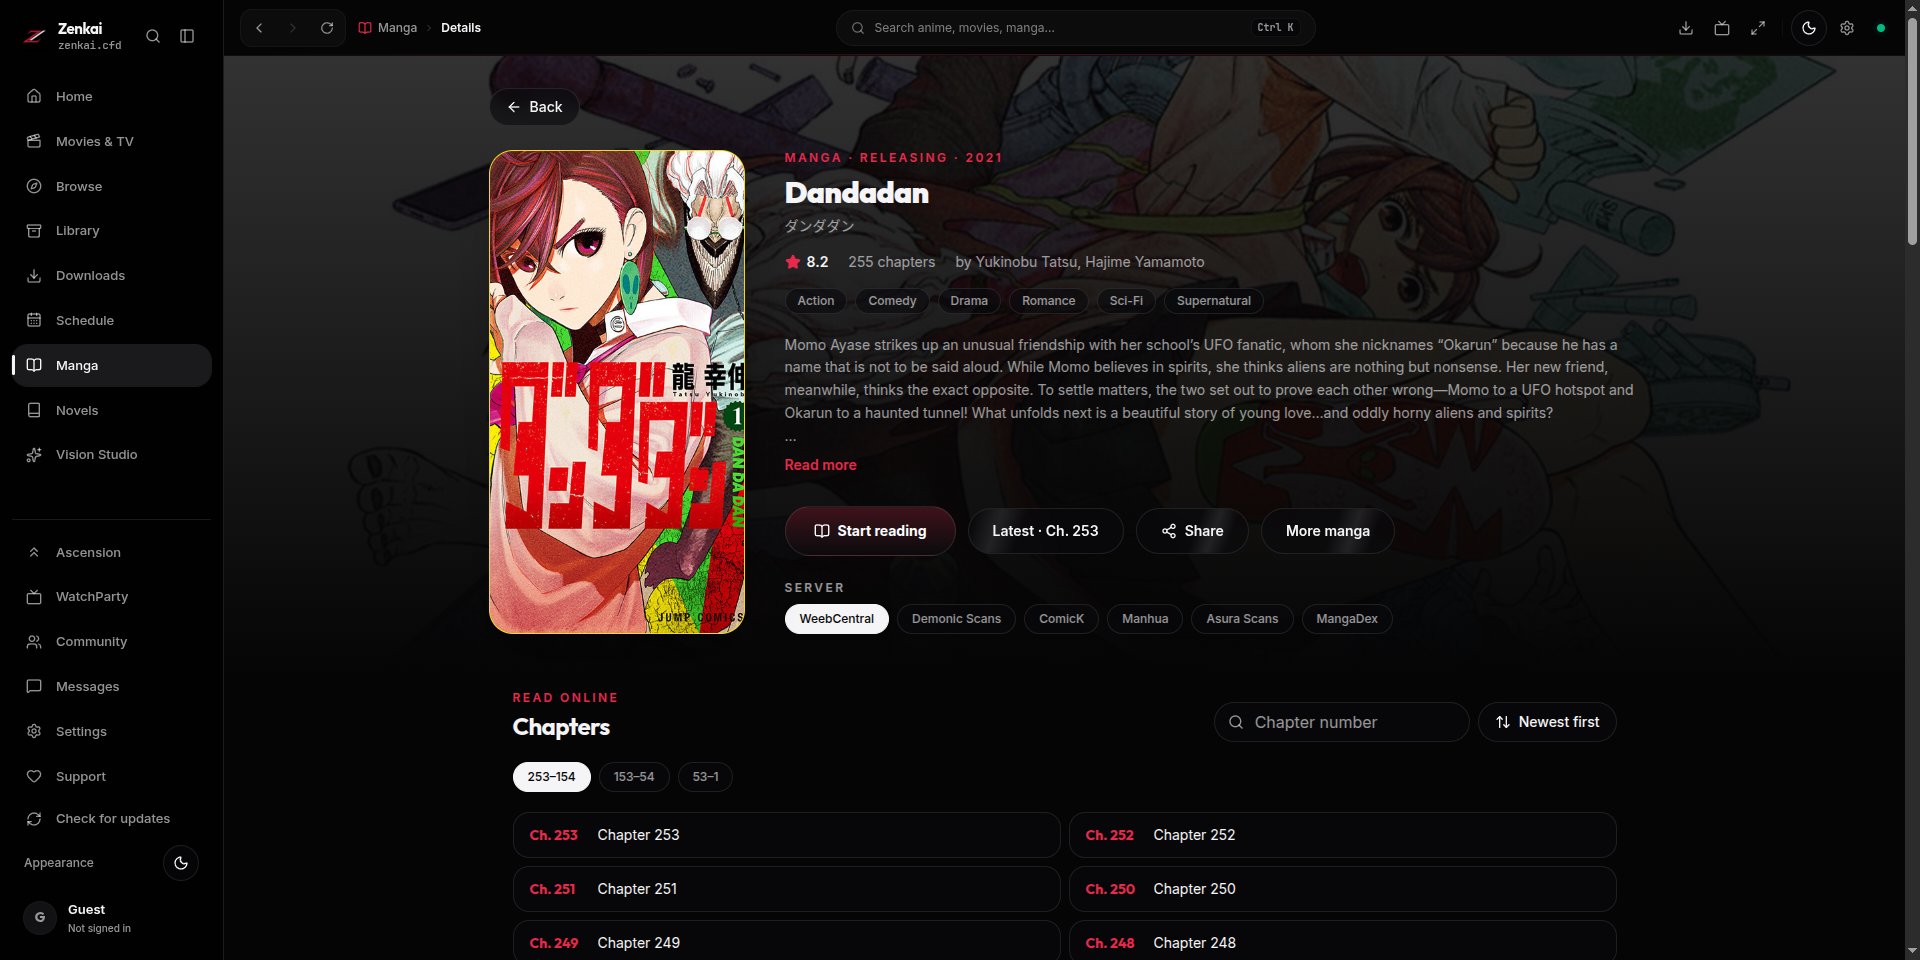 Zenkai
zenkai.cfd
Home
Movies & TV
Browse
Library
Downloads
Schedule
Manga
Novels
Vision Studio
Ascension
WatchParty
Community
Messages
Settings
Support
Check for updates
Appearance
G
Guest
Not signed in
Manga
Details
Search anime, movies, manga...
Ctrl K
Back
龍 幸伸
Tatsu Yukinob
1
ダンダダン
DAN DA DAN
JUMP COMICS
MANGA · RELEASING · 2021
Dandadan
ダンダダン
8.2 255 chapters by Yukinobu Tatsu, Hajime Yamamoto
Action Comedy Drama Romance Sci-Fi Supernatural
Momo Ayase strikes up an unusual friendship with her school’s UFO fanatic, whom she nicknames “Okarun” because he has a
name that is not to be said aloud. While Momo believes in spirits, she thinks aliens are nothing but nonsense. Her new friend,
meanwhile, thinks the exact opposite. To settle matters, the two set out to prove each other wrong—Momo to a UFO hotspot and
Okarun to a haunted tunnel! What unfolds next is a beautiful story of young love...and oddly horny aliens and spirits?
...
Read more
Start reading Latest · Ch. 253 Share More manga
SERVER
WeebCentral Demonic Scans ComicK Manhua Asura Scans MangaDex
READ ONLINE
Chapters
Chapter number
Newest first
253–154 153–54 53–1
Ch. 253 Chapter 253
Ch. 252 Chapter 252
Ch. 251 Chapter 251
Ch. 250 Chapter 250
Ch. 249 Chapter 249
Ch. 248 Chapter 248